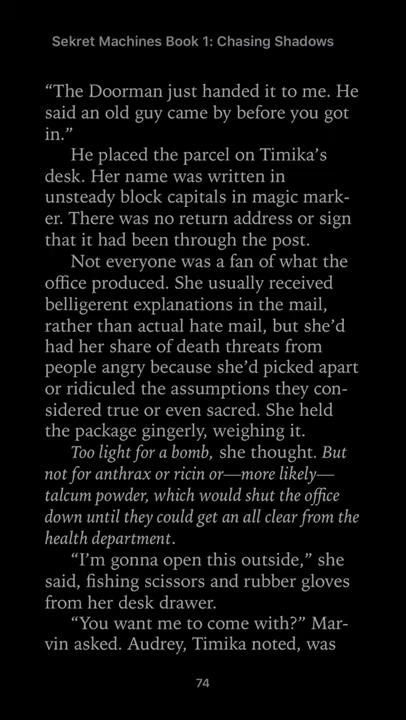 Sekret Machines Book 1: Chasing Shadows
“The Doorman just handed it to me. He
said an old guy came by before you got
in.”
He placed the parcel on Timika’s
desk. Her name was written in
unsteady block capitals in magic mark-
er. There was no return address or sign
that it had been through the post.
Not everyone was a fan of what the
office produced. She usually received
belligerent explanations in the mail,
rather than actual hate mail, but she’d
had her share of death threats from
people angry because she’d picked apart
or ridiculed the assumptions they con-
sidered true or even sacred. She held
the package gingerly, weighing it.
Too light for a bomb, she thought. But
not for anthrax or ricin or—more likely—
talcum powder, which would shut the office
down until they could get an all clear from the
health department.
“I’m gonna open this outside,” she
said, fishing scissors and rubber gloves
from her desk drawer.
“You want me to come with?” Mar-
vin asked. Audrey, Timika noted, was
74